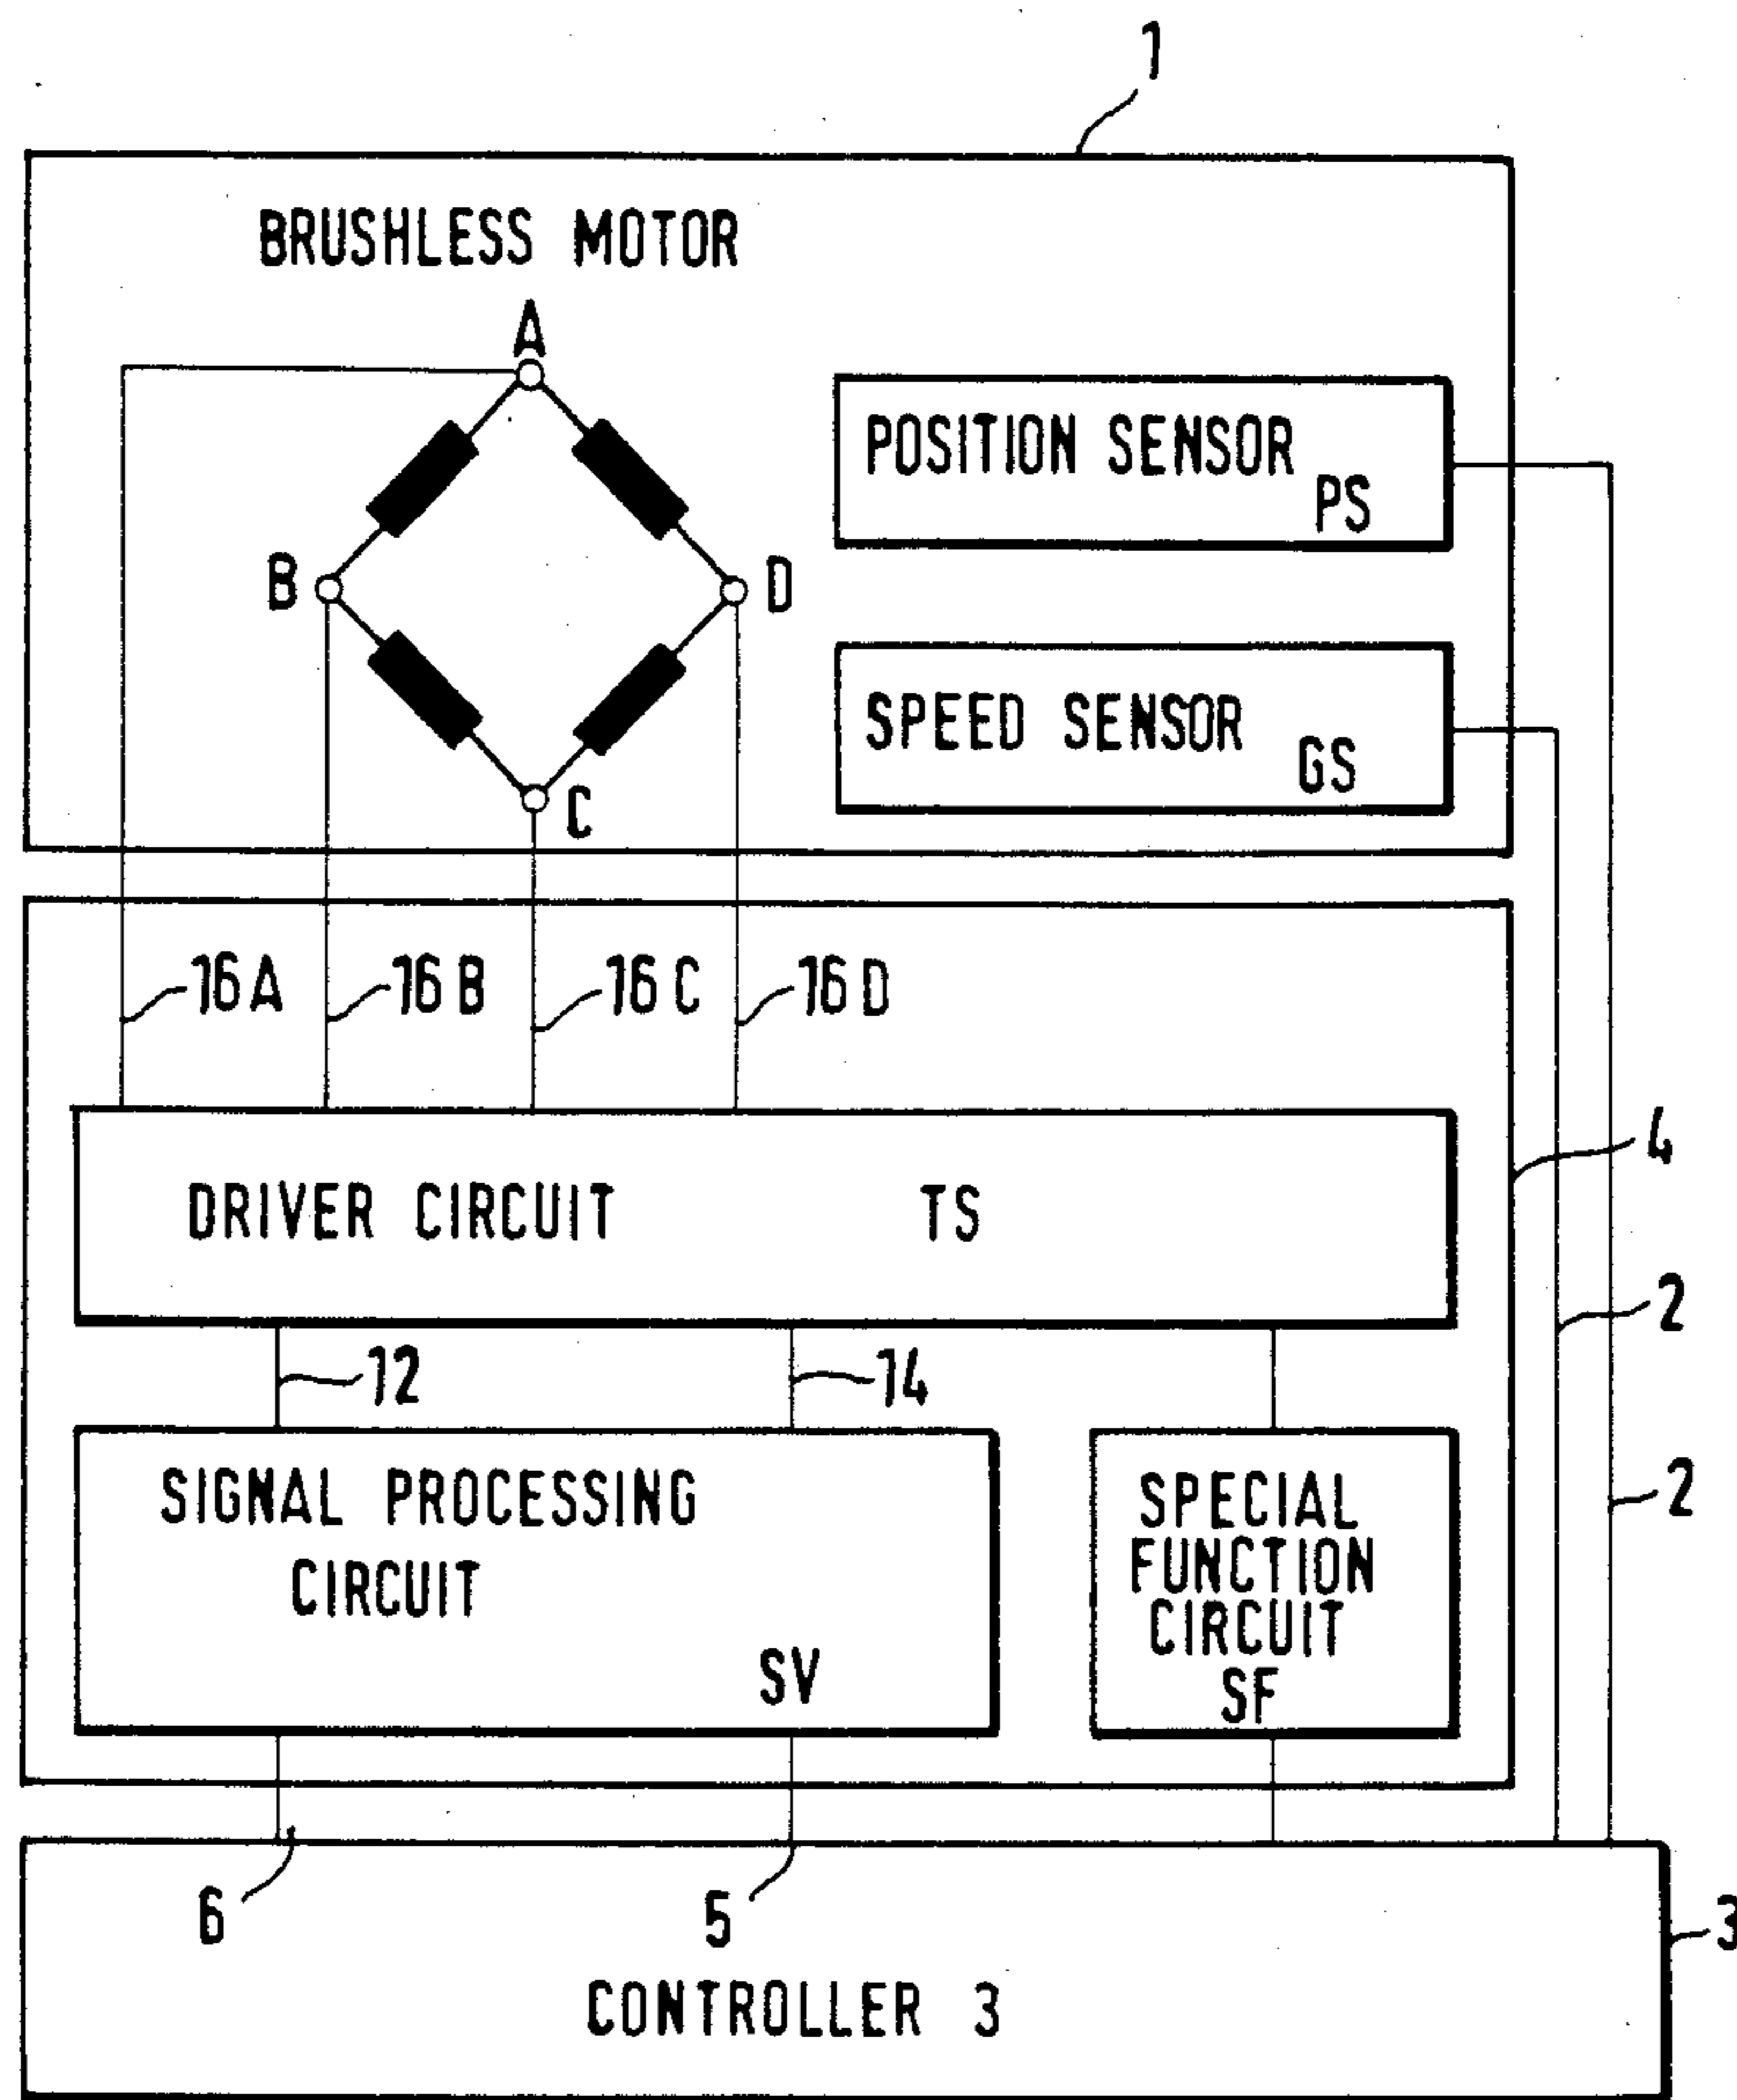 1
BRUSHLESS MOTOR
A
POSITION SENSOR
PS
B
D
SPEED SENSOR
GS
C
16A
16B
16C
16D
4
DRIVER CIRCUIT TS
2
12
14
SIGNAL PROCESSING
CIRCUIT
SV
SPECIAL
FUNCTION
CIRCUIT
SF
2
6
5
3
CONTROLLER 3